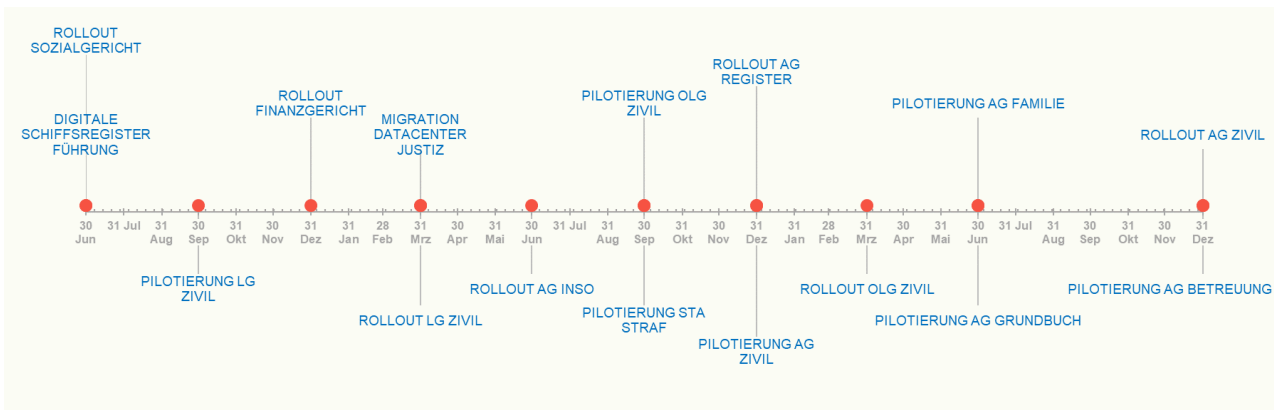 ROLLOUT
SOZIALGERICHT
DIGITALE
SCHIFFSREGISTER
FÜHRUNG
ROLLOUT
FINANZGERICHT
MIGRATION
DATACENTER
JUSTIZ
PILOTIERUNG OLG
ZIVIL
ROLLOUT AG
REGISTER
PILOTIERUNG AG FAMILIE
ROLLOUT AG ZIVIL
30 31 Jul 31 30 31 30 31 31 28 31 30 31 30 31 Jul 31 30 31 30 31 31 28 31 30 31 30 31 Jul 31 30 31 30 31
Jun Aug Sep Okt Nov Dez Jan Feb Mrz Apr Mai Jun Aug Sep Okt Nov Dez Jan Feb Mrz Apr Mai Jun Aug Sep Okt Nov Dez
PILOTIERUNG LG
ZIVIL
ROLLOUT LG ZIVIL
ROLLOUT AG INSO
PILOTIERUNG STA
STRAF
PILOTIERUNG AG
ZIVIL
ROLLOUT OLG ZIVIL
PILOTIERUNG AG GRUNDBUCH
PILOTIERUNG AG BETREUUNG